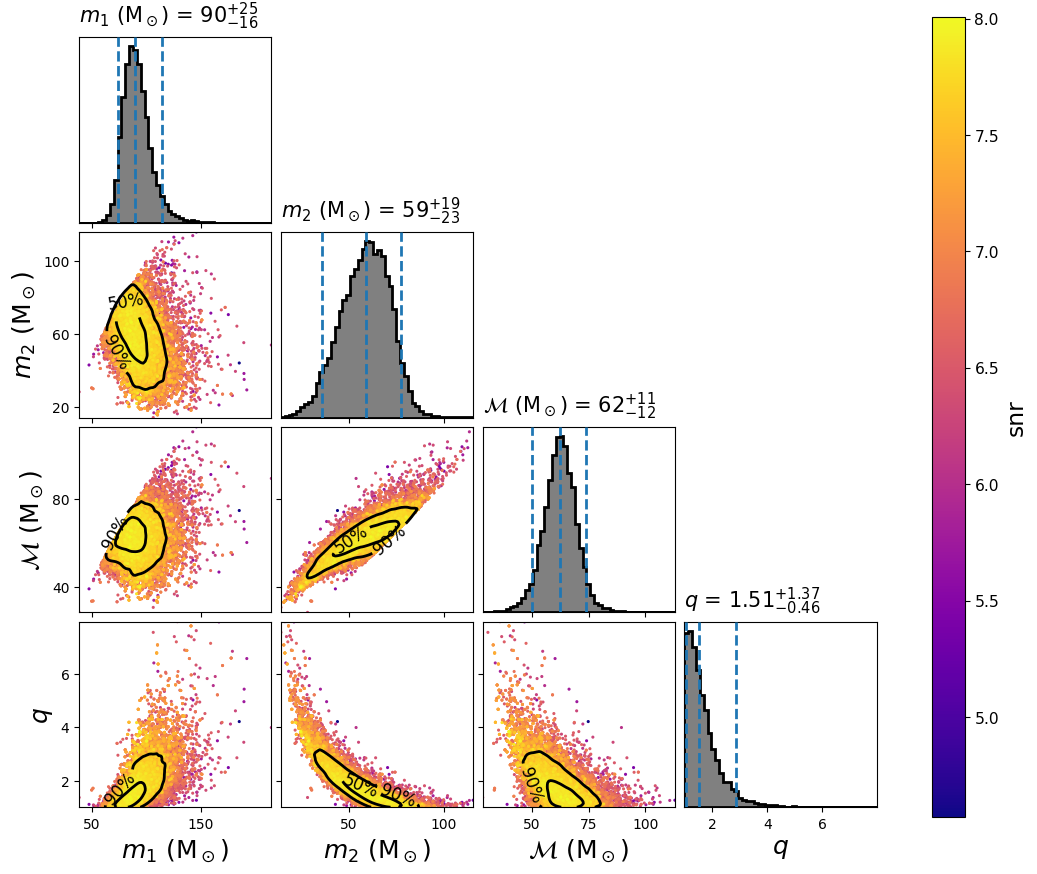 m₁ (M⊙) = 90⁺²⁵₋₁₆
8.0
7.5
7.0
6.5
6.0
5.5
5.0
snr
m₂ (M⊙) = 59⁺¹⁹₋₂₃
100
60
20
m₂ (M⊙)
50%
90%
ℳ (M⊙) = 62⁺¹¹₋₁₂
80
40
ℳ (M⊙)
90%
50%
90%
q = 1.51⁺¹·³⁷₋₀.₄₆
6
4
2
q
90%
50%
90%
90%
50
150
50
100
50
75
100
2
4
6
m₁ (M⊙)
m₂ (M⊙)
ℳ (M⊙)
q